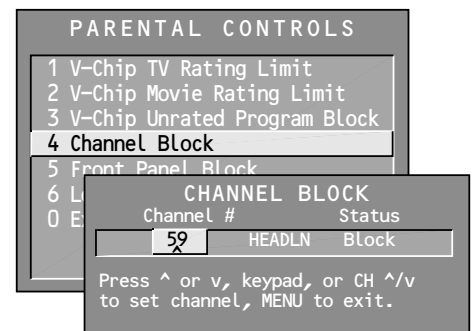 PARENTAL CONTROLS
1 V-Chip TV Rating Limit
2 V-Chip Movie Rating Limit
3 V-Chip Unrated Program Block
4 Channel Block
5 Front Panel Block
6
0
CHANNEL BLOCK
Channel # Status
59 HEADLN Block
Press ^ or v, keypad, or CH ^/v
to set channel, MENU to exit.